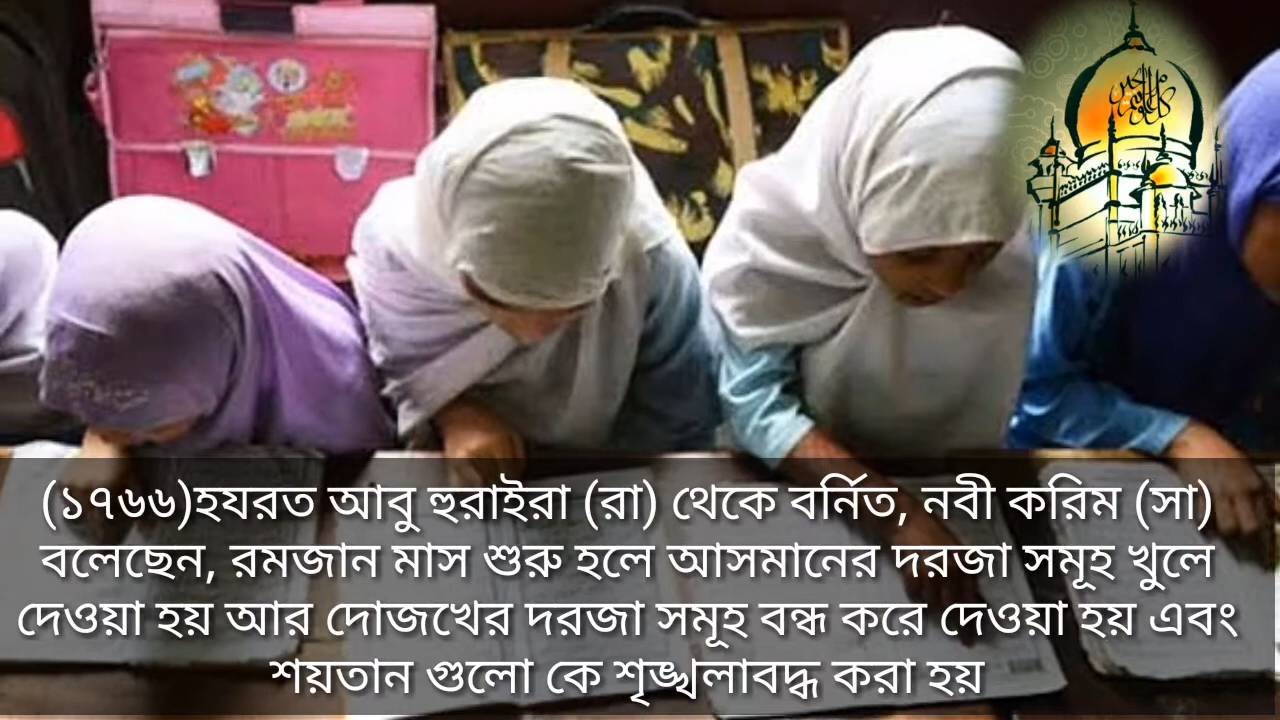 (১৭৬৬)হযরত আবু হুরাইরা (রা) থেকে বর্নিত, নবী করিম (সা)
বলেছেন, রমজান মাস শুরু হলে আসমানের দরজা সমূহ খুলে
দেওয়া হয় আর দোজখের দরজা সমূহ বন্ধ করে দেওয়া হয় এবং
শয়তান গুলো কে শৃঙ্খলাবদ্ধ করা হয়